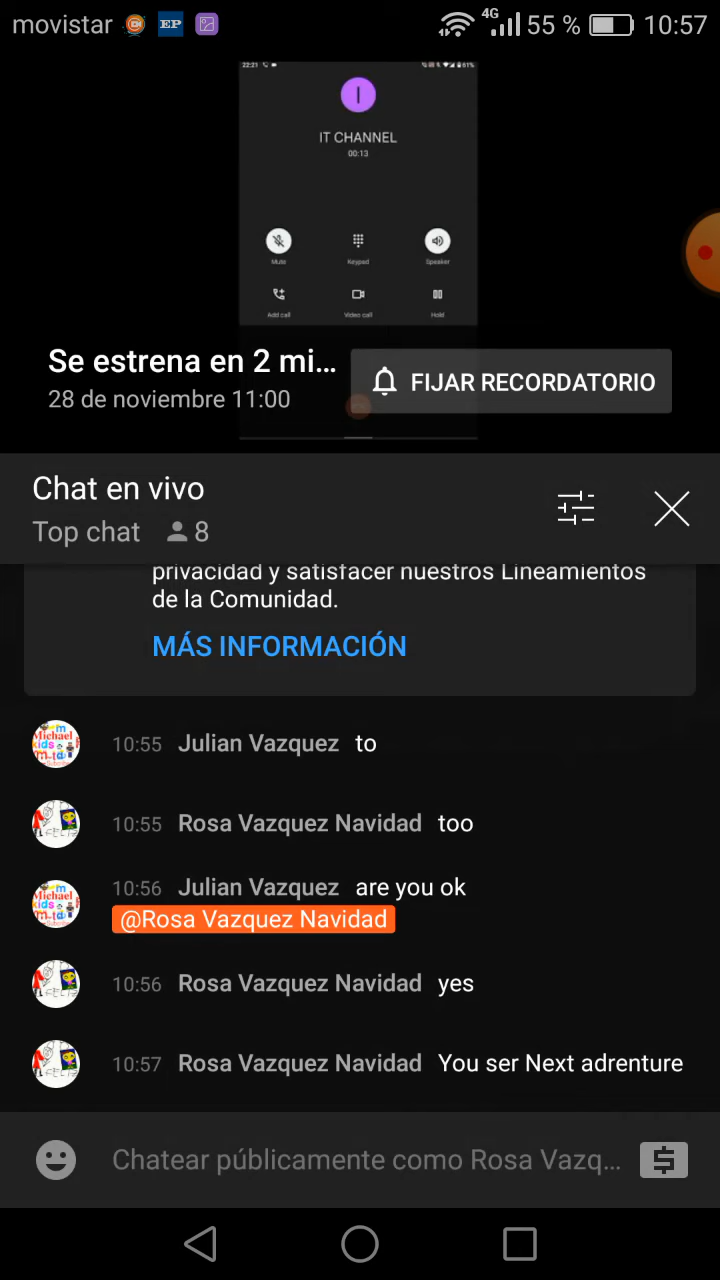 movistar EP 4G 55 % 10:57
22:21 61%
I
IT CHANNEL
00:13
Mute Keypad Speaker
Add call Video call Hold
Se estrena en 2 mi...
28 de noviembre 11:00
FIJAR RECORDATORIO
Chat en vivo
Top chat 8
privacidad y satisfacer nuestros Lineamientos
de la Comunidad.
MÁS INFORMACIÓN
10:55 Julian Vazquez to
10:55 Rosa Vazquez Navidad too
10:56 Julian Vazquez are you ok
@Rosa Vazquez Navidad
10:56 Rosa Vazquez Navidad yes
10:57 Rosa Vazquez Navidad You ser Next adrenture
Chatear públicamente como Rosa Vazq...